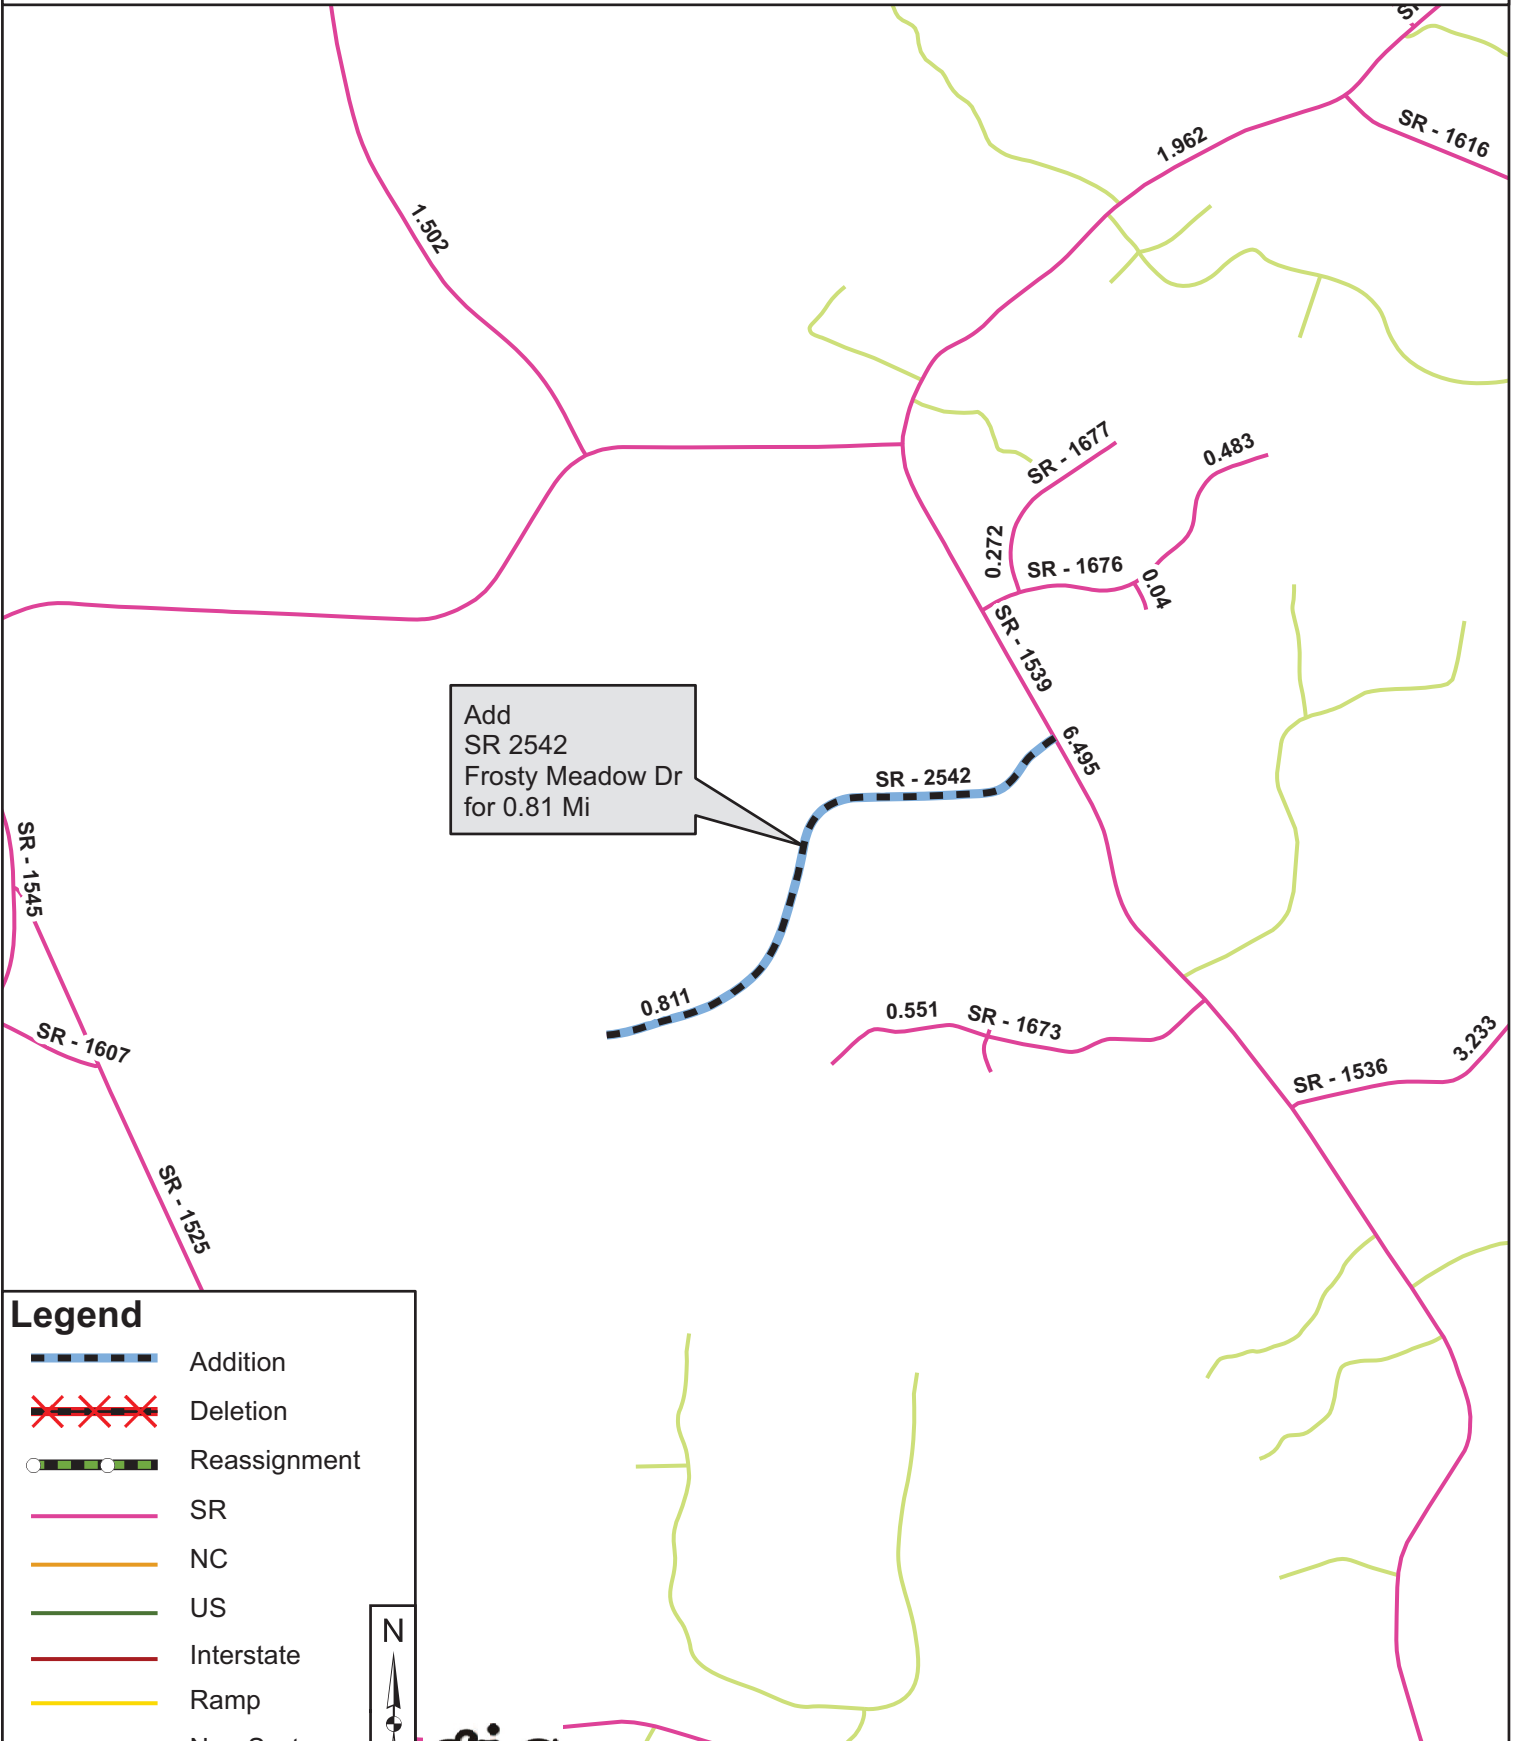 1.962
SR - 1616
1.502
SR - 1677
0.483
0.272
SR - 1676
0.04
SR - 1539
Add
SR 2542
Frosty Meadow Dr
for 0.81 Mi
6.495
SR - 2542
SR - 1545
0.811
0.551
SR - 1673
SR - 1607
SR - 1536
3.233
SR - 1525
Legend
Addition
Deletion
Reassignment
SR
NC
US
Interstate
Ramp
N